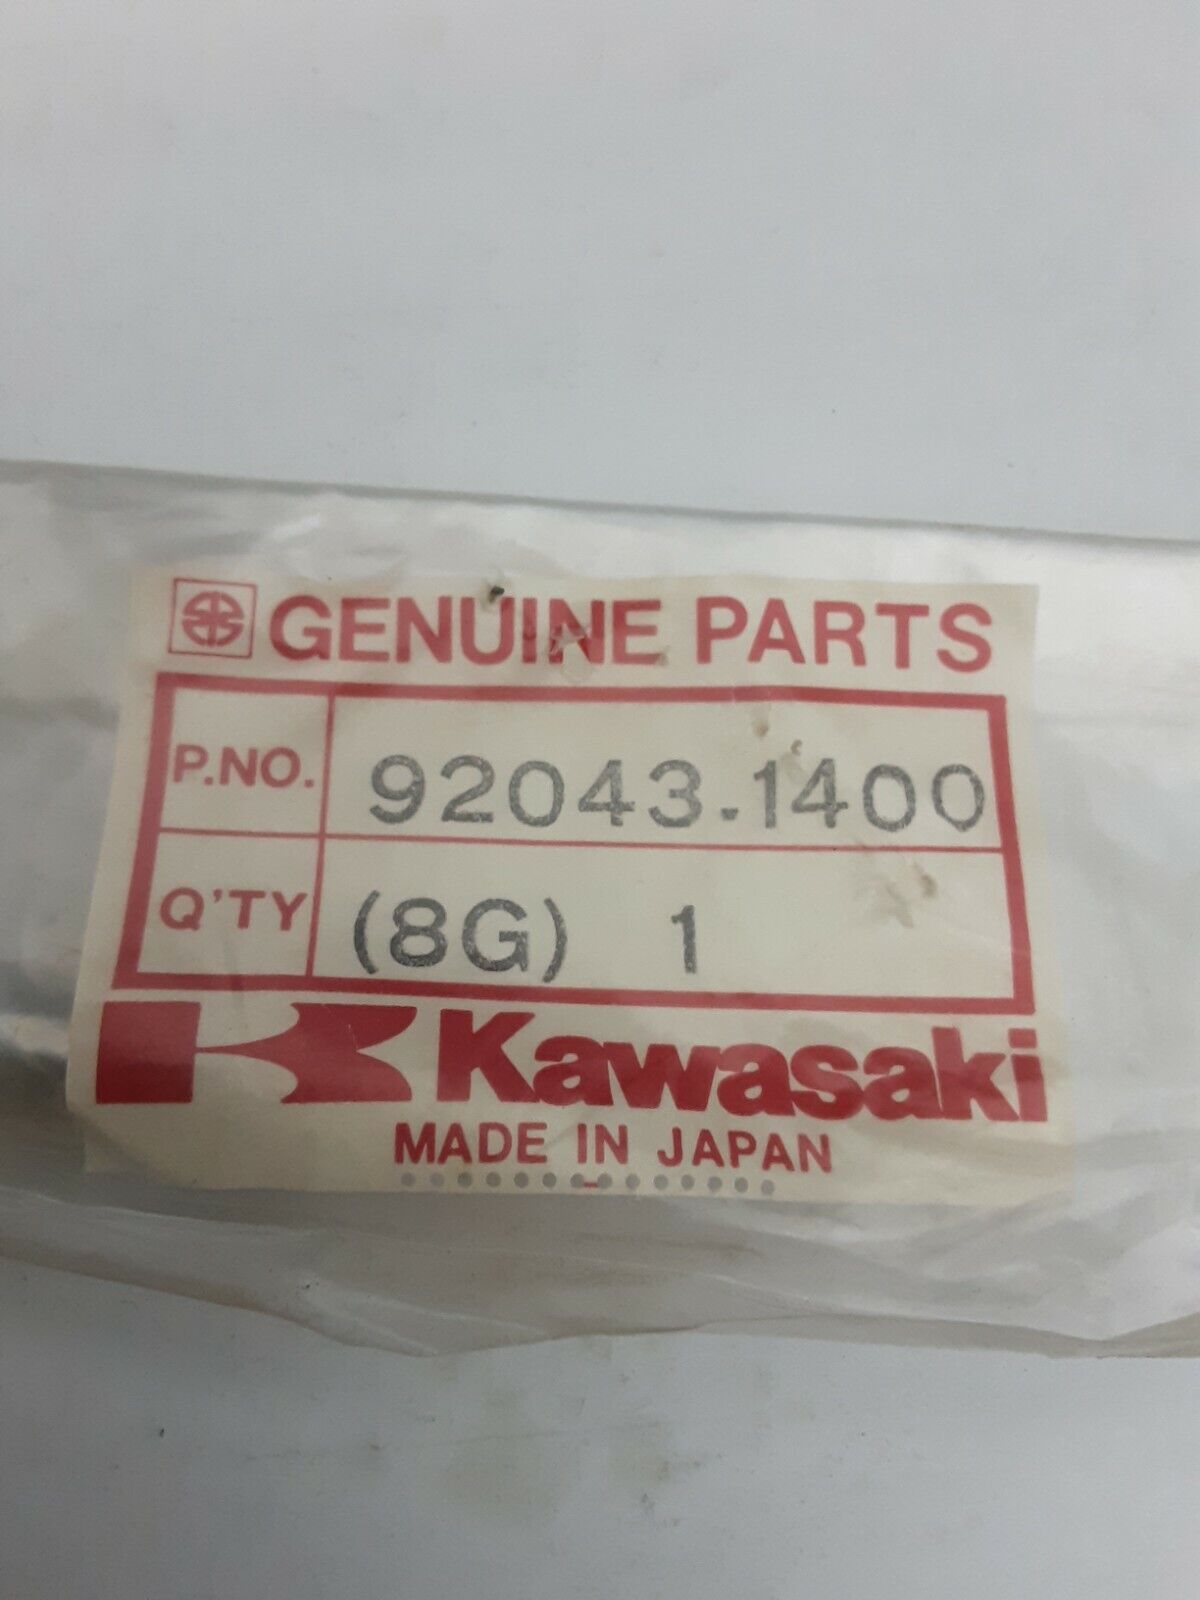 GENUINE PARTS
P.NO. 92043.1400
Q'TY (8G) 1
Kawasaki
MADE IN JAPAN